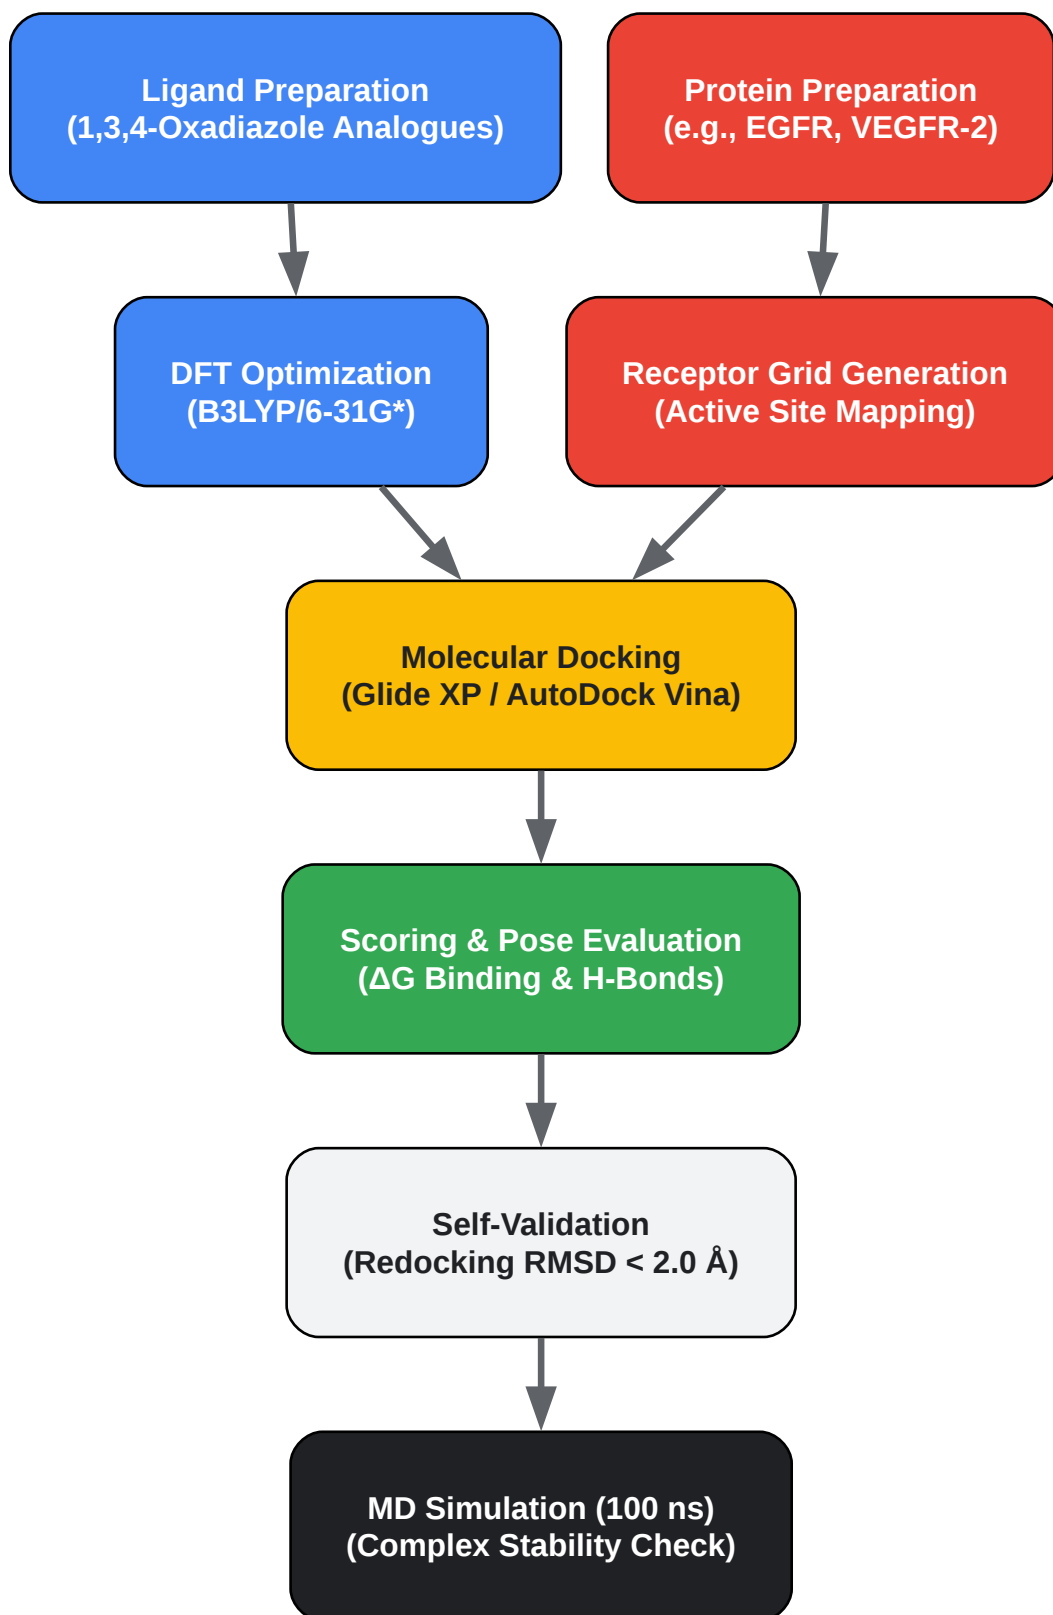 Ligand Preparation
(1,3,4-Oxadiazole Analogues)
Protein Preparation
(e.g., EGFR, VEGFR-2)
DFT Optimization
(B3LYP/6-31G*)
Receptor Grid Generation
(Active Site Mapping)
Molecular Docking
(Glide XP / AutoDock Vina)
Scoring & Pose Evaluation
(ΔG Binding & H-Bonds)
Self-Validation
(Redocking RMSD < 2.0 Å)
MD Simulation (100 ns)
(Complex Stability Check)